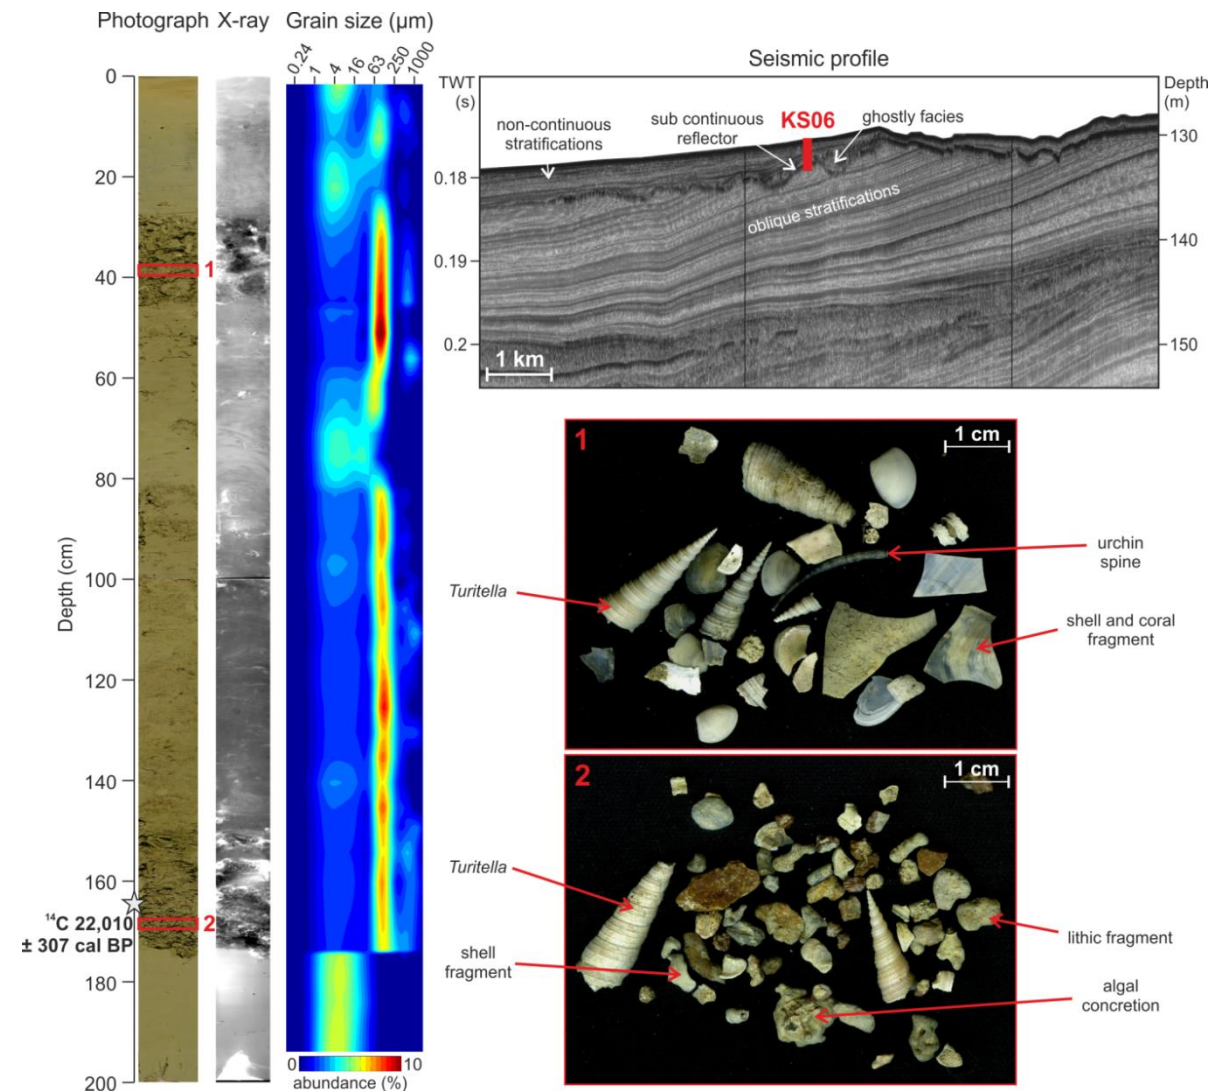 Photograph X-ray Grain size (µm)
0.24 1 4 16 63 250 1000
0
20
40
60
80
100
120
140
160
180
200
Depth (cm)
1
2
¹⁴C 22,010
± 307 cal BP
0 10
abundance (%)
Seismic profile
TWT
(s)
Depth
(m)
non-continuous
stratifications
sub continuous
reflector
KS06
ghostly facies
oblique stratifications
0.18
0.19
0.2
130
140
150
1 km
1
1 cm
urchin
spine
Turitella
shell and coral
fragment
2
1 cm
Turitella
shell
fragment
lithic fragment
algal
concretion